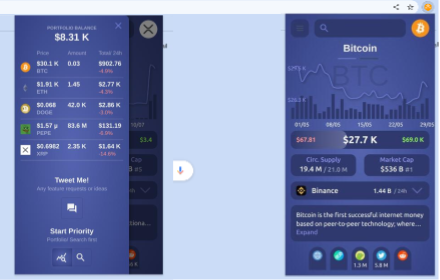 PORTFOLIO BALANCE
$8.31 K
Price Amount Total 24h
$30.1 K 0.03 $902.76
BTC -4.8%
$1.91 K 1.45 $2.77 K
ETH -4.3%
$0.068 42.0 K $2.86 K
DOGE
$1.57 µ 83.6 M $131.19
PEPE
$0.6982 2.35 K $1.64 K
XRP -14.6%
Tweet Me!
Any feature requests or ideas
Start Priority
Portfolio Search first
18/07
$3.4
Cap
B #5
Bitcoin
BTC
01/05 08/05 15/05 22/05 29/05
$67.81 $27.7 K $69.0 K
Circ. Supply Market Cap
19.4 M / 21.0 M $536 B #1
Binance 1.44 B / 24h
Bitcoin is the first successful internet money
based on peer-to-peer technology, where...
Expand
1.3 M 5.8 M